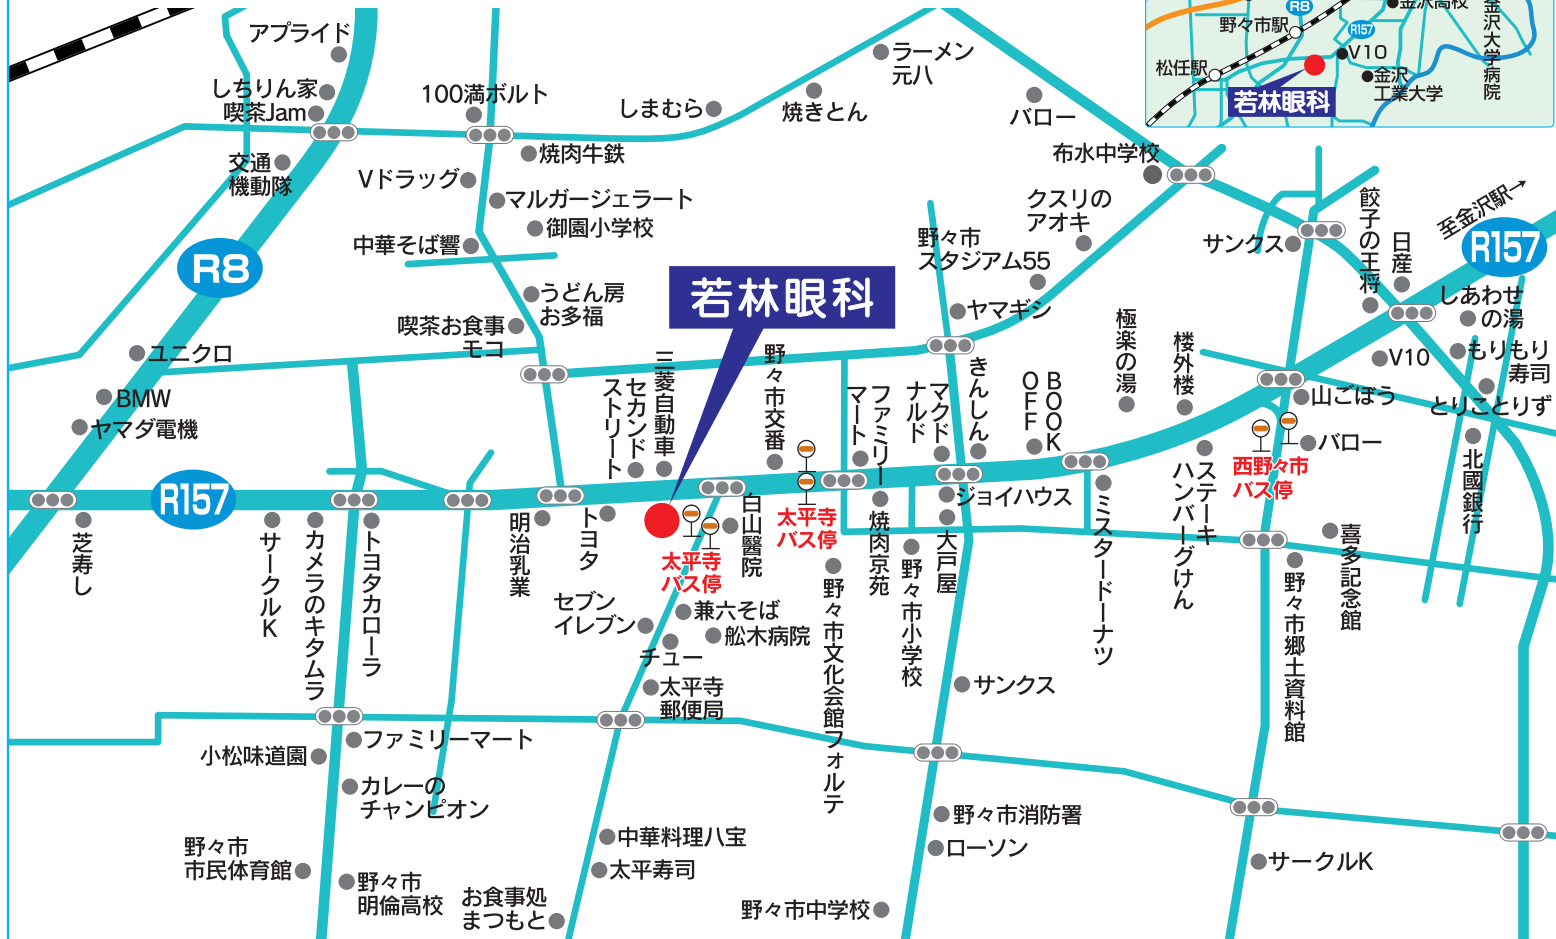 アプライド
しちりん家
喫茶Jam
交通
機動隊
R8
100満ボルト
焼肉牛鉄
Vドラッグ
マルガージェラート
御園小学校
中華そば響
うどん房
お多福
喫茶お食事
モコ
しまむら
焼きとん
ラーメン
元八
バロー
布水中学校
クスリの
アオキ
野々市
スタジアム55
ヤマギシ
サンクス
餃子の王将
日産
至金沢駅→
R157
しあわせ
の湯
もりもり
寿司
V10
とりことりず
北國銀行
R8
野々市駅
R157
金沢高校
金沢大学病院
V10
松任駅
金沢
工業大学
若林眼科
若林眼科
ユニクロ
BMW
ヤマダ電機
R157
芝寿し
サークルK
カメラのキタムラ
トヨタカローラ
明治乳業
トヨタ
セカンド
ストリート
三菱自動車
野々市交番
ファミリー
マート
マクド
ナルド
きんしん
BOOK
OFF
極楽の湯
楼外楼
山ごぼう
バロー
西野々市
バス停
太平寺
バス停
太平寺
バス停
白山醫院
ジョイハウス
焼肉京苑
大戸屋
野々市小学校
野々市文化会館フォルテ
ミスタードーナツ
ステーキ
ハンバーグけん
喜多記念館
野々市郷土資料館
セブン
イレブン
兼六そば
舩木病院
チュー
太平寺
郵便局
サンクス
ファミリーマート
小松味道園
カレーの
チャンピオン
野々市
市民体育館
野々市
明倫高校
お食事処
まつもと
中華料理八宝
太平寿司
野々市中学校
野々市消防署
ローソン
サークルK